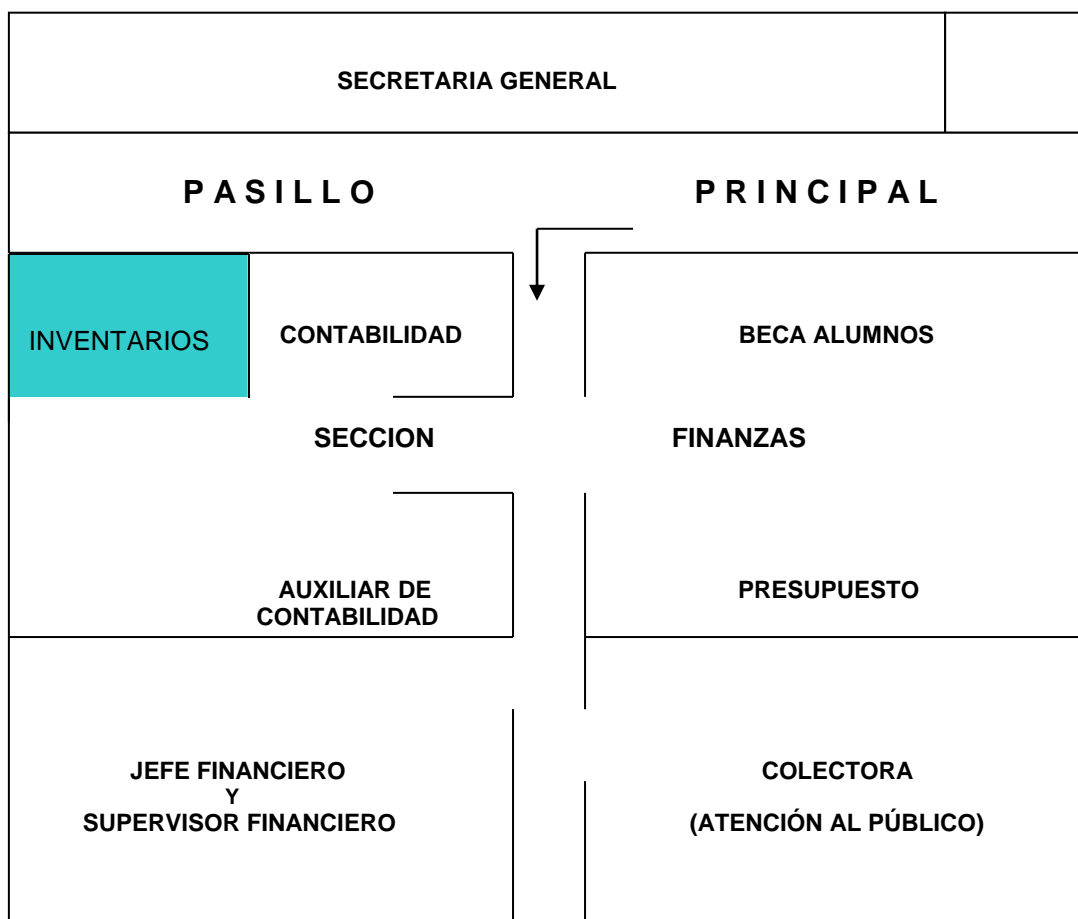 SECRETARIA GENERAL
P A S I L L O P R I N C I P A L
INVENTARIOS
CONTABILIDAD
BECA ALUMNOS
SECCION FINANZAS
AUXILIAR DE
CONTABILIDAD
PRESUPUESTO
JEFE FINANCIERO
Y
SUPERVISOR FINANCIERO
COLECTORA
(ATENCIÓN AL PÚBLICO)